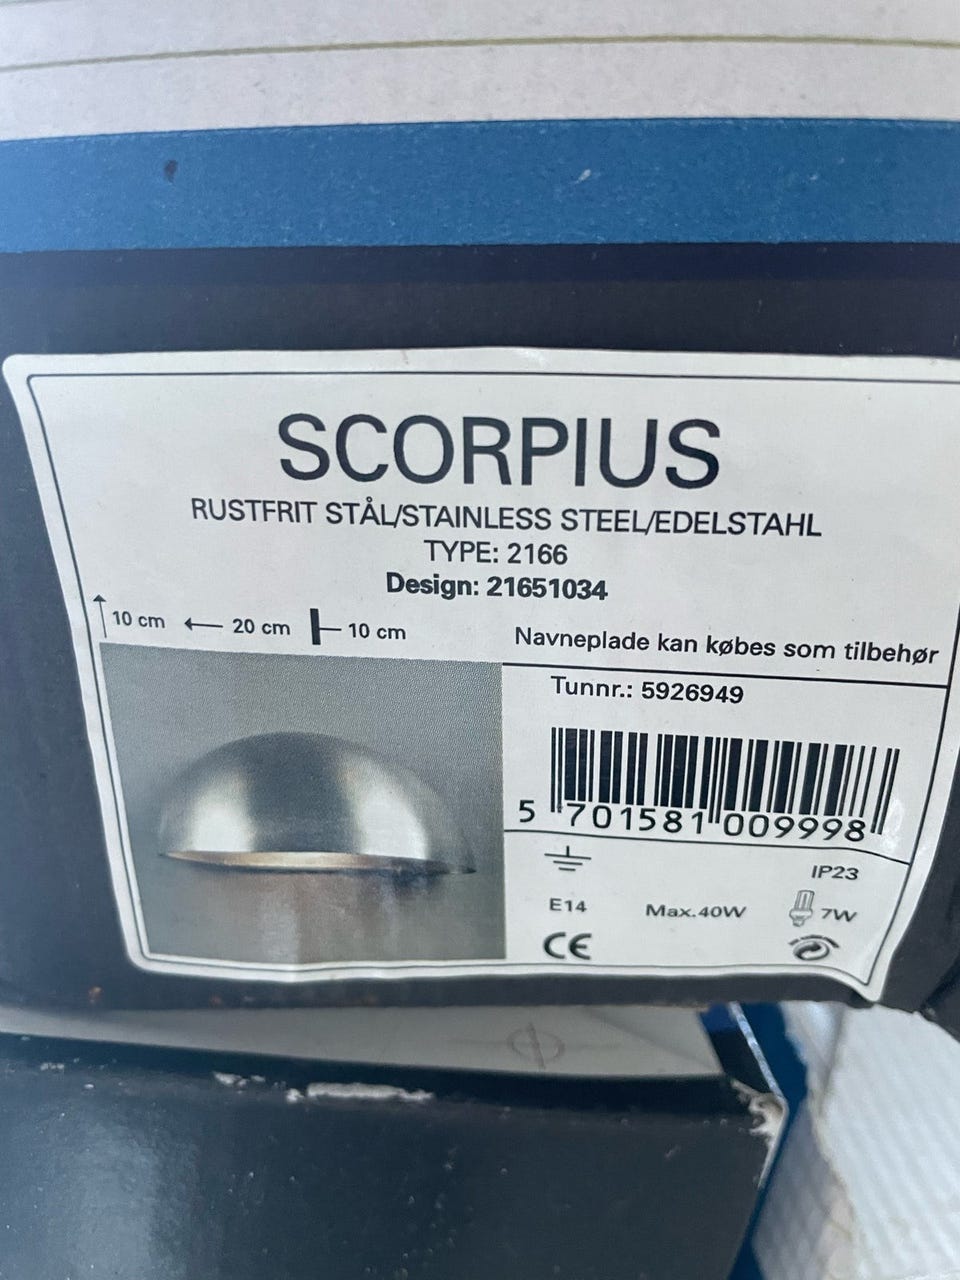 SCORPIUS
RUSTFRIT STÅL/STAINLESS STEEL/EDELSTAHL
TYPE: 2166
Design: 21651034
10 cm 20 cm 10 cm
Navneplade kan købes som tilbehør
Tunnr.: 5926949
5 701581 009998
IP23
E14 Max.40W 7W
CE